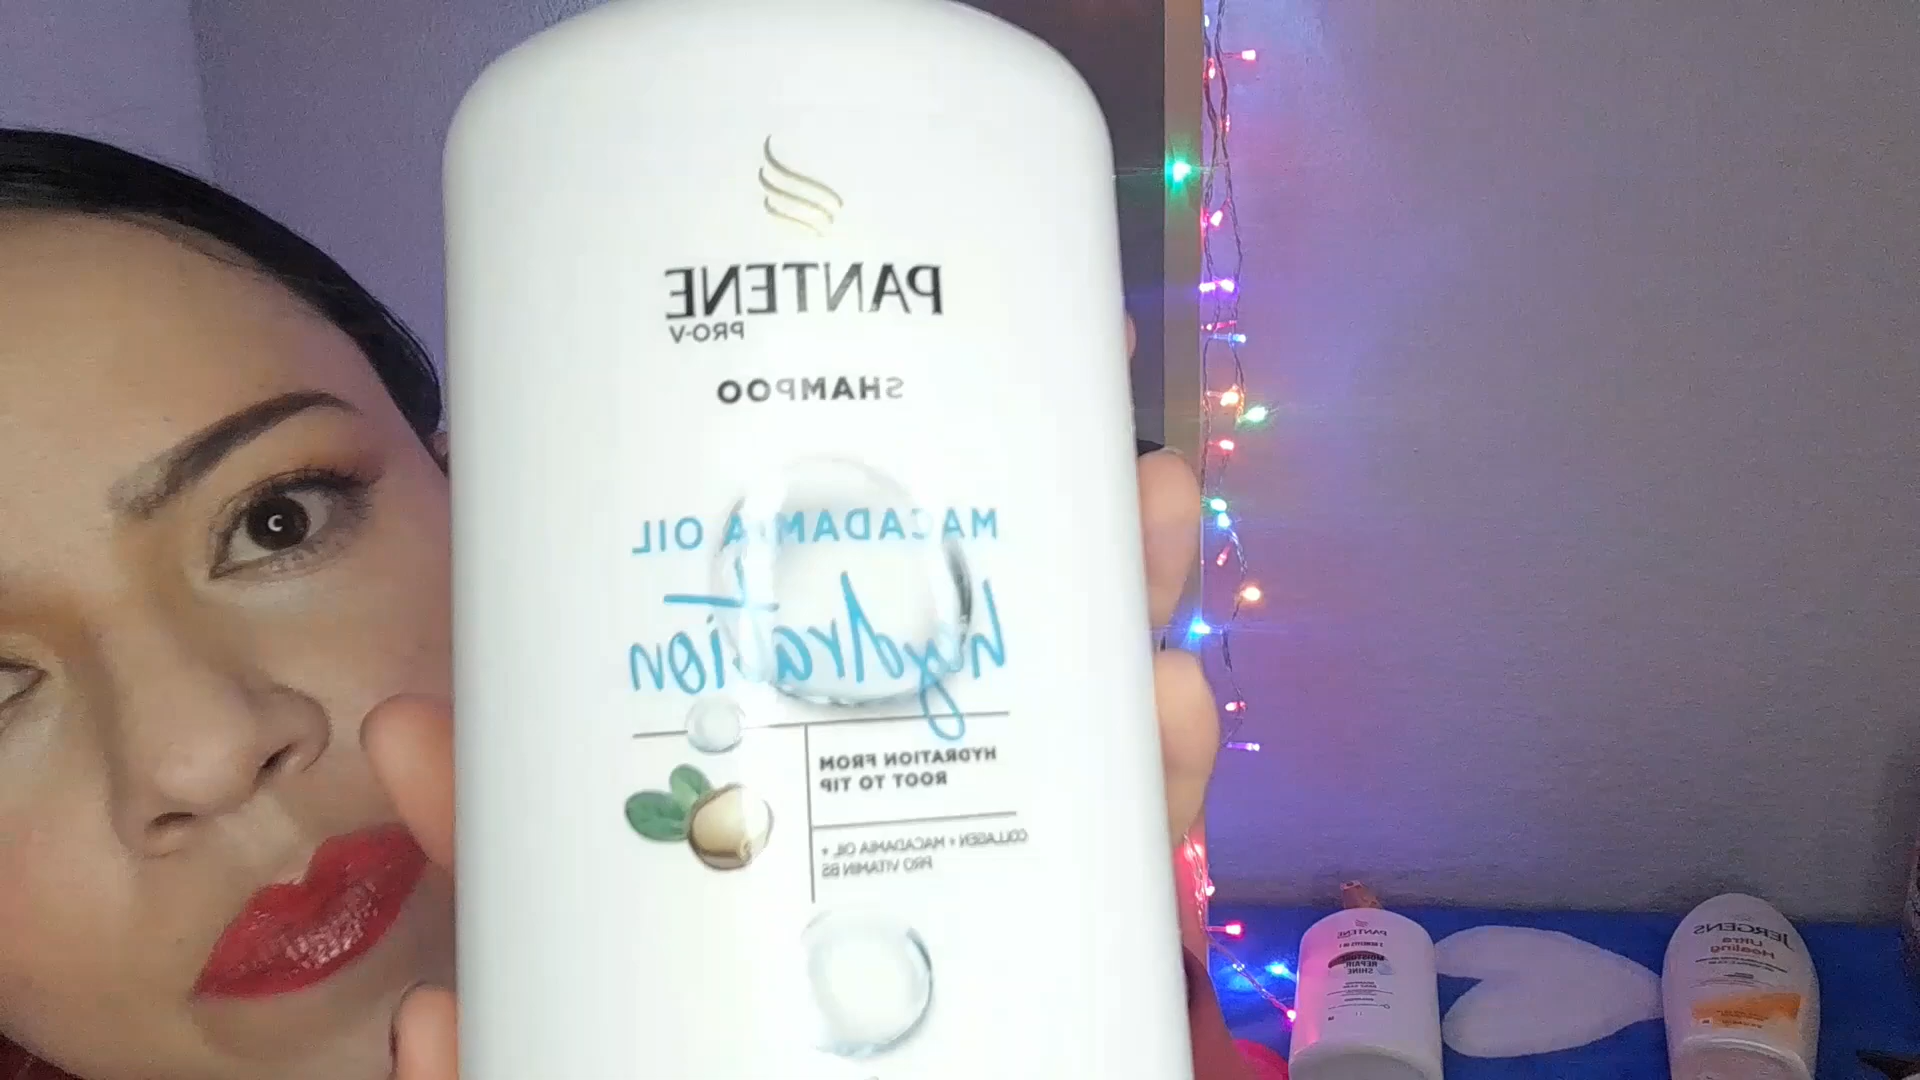 PANTENE
PRO-V
SHAMPOO
MACADAMIA OIL
hydration
HYDRATION FROM
ROOT TO TIP
COLLAGEN + MACADAMIA OIL +
PRO VITAMIN B5
PANTENE
MOISTURE
REPAIR
SHINE
JERGENS
Ultra
Healing